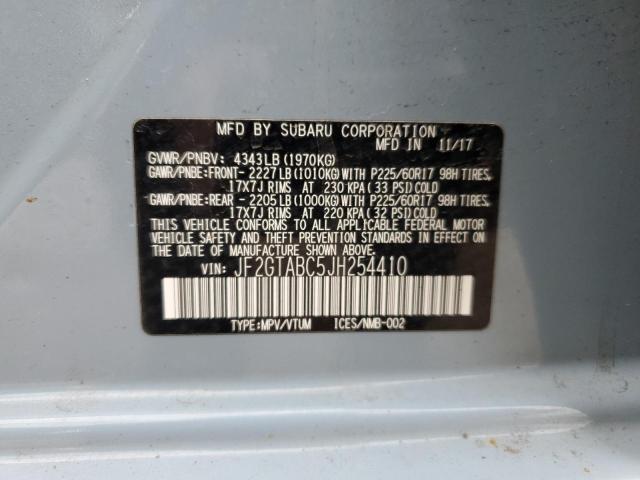 MFD BY SUBARU CORPORATION
MFD IN 11/17
GVWR/PNBV: 4343LB (1970KG)
GAWR/PNBE:FRONT- 2227LB (1010KG)WITH P225/60R17 98H TIRES,
17X7J RIMS AT 230 KPA (33 PSI)COLD
GAWR/PNBE:REAR - 2205LB (1000KG)WITH P225/60R17 98H TIRES,
17X7J RIMS AT 220 KPA (32 PSI)COLD
THIS VEHICLE CONFORMS TO ALL APPLICABLE FEDERAL MOTOR
VEHICLE SAFETY AND THEFT PREVENTION STANDARDS IN EFFECT
ON THE DATE OF MANUFACTURE SHOWN ABOVE.
VIN: JF2GTABC5JH254410
TYPE:MPV/VTUM ICES/NMB-002